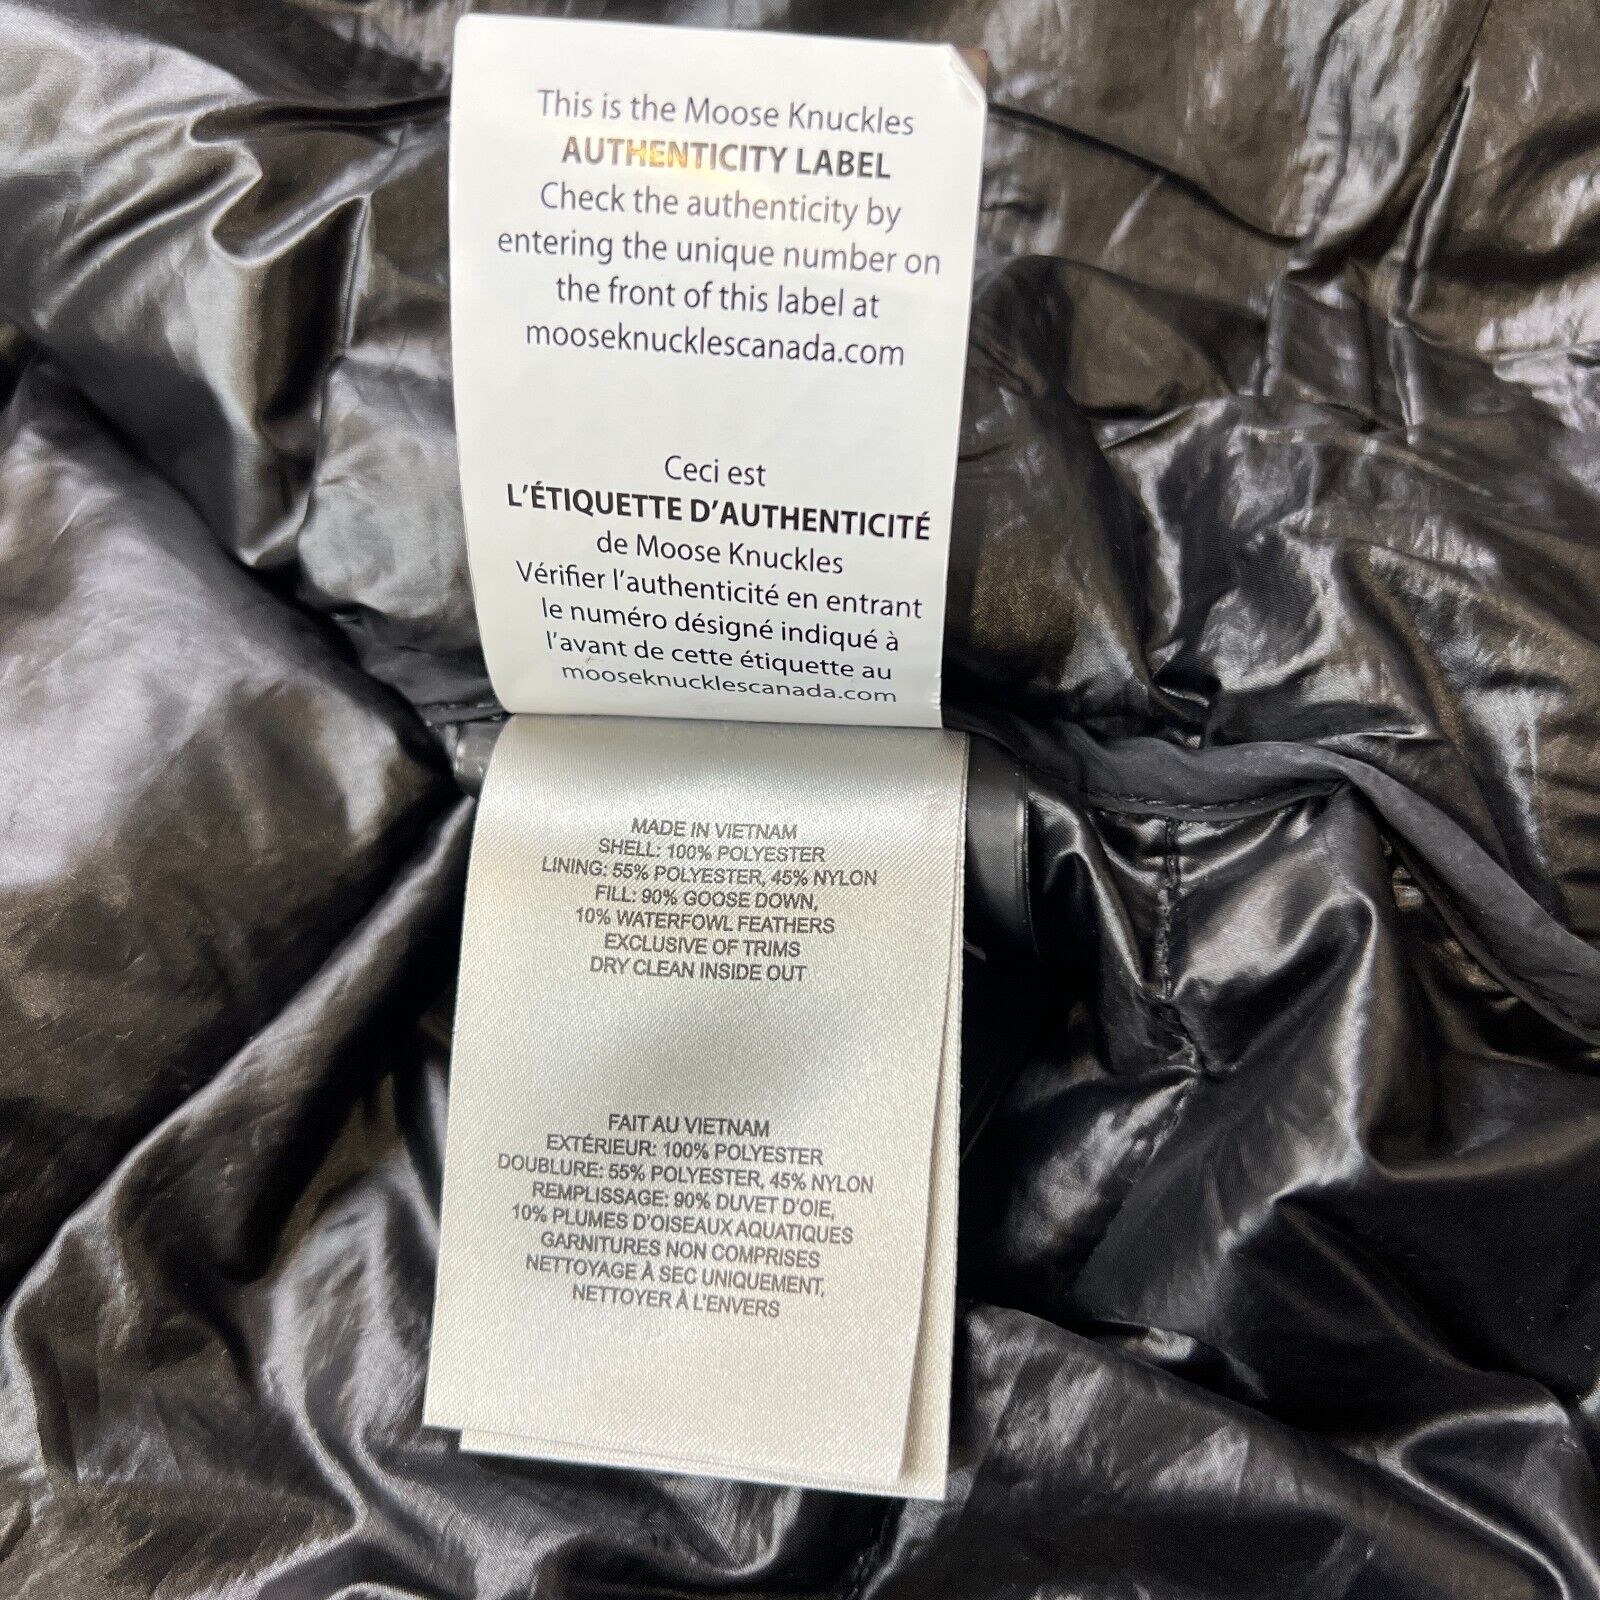 This is the Moose Knuckles
AUTHENTICITY LABEL
Check the authenticity by
entering the unique number on
the front of this label at
mooseknucklescanada.com
Ceci est
L'ÉTIQUETTE D'AUTHENTICITÉ
de Moose Knuckles
Vérifier l'authenticité en entrant
le numéro désigné indiqué à
l'avant de cette étiquette au
mooseknucklescanada.com
MADE IN VIETNAM
SHELL: 100% POLYESTER
LINING: 55% POLYESTER, 45% NYLON
FILL: 90% GOOSE DOWN,
10% WATERFOWL FEATHERS
EXCLUSIVE OF TRIMS
DRY CLEAN INSIDE OUT
FAIT AU VIETNAM
EXTÉRIEUR: 100% POLYESTER
DOUBLURE: 55% POLYESTER, 45% NYLON
REMPLISSAGE: 90% DUVET D'OIE,
10% PLUMES D'OISEAUX AQUATIQUES
GARNITURES NON COMPRISES
NETTOYAGE À SEC UNIQUEMENT,
NETTOYER À L'ENVERS